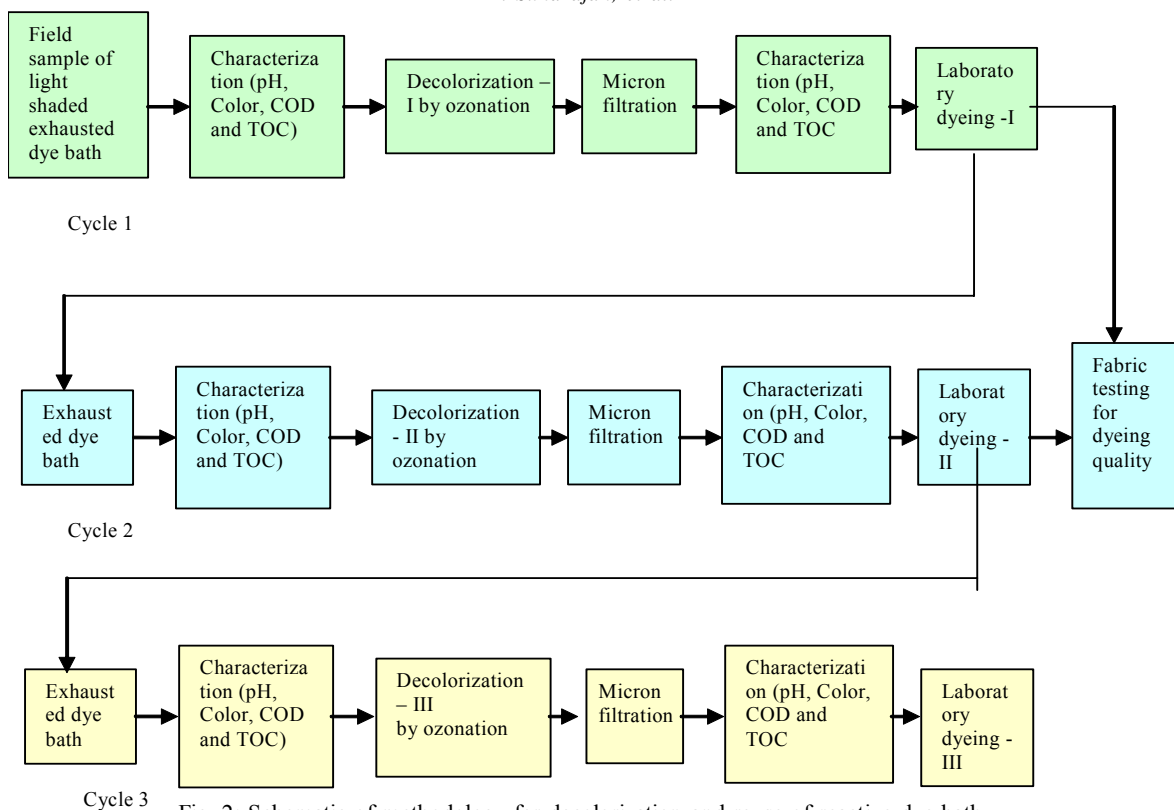 Field
sample of
light
shaded
exhausted
dye bath
Characteriza
tion (pH,
Color, COD
and TOC)
Decolorization –
I by ozonation
Micron
filtration
Characteriza
tion (pH,
Color, COD
and TOC
Laborato
ry
dyeing -I
Cycle 1
Exhaust
ed dye
bath
Characteriza
tion (pH,
Color, COD
and TOC)
Decolorization
- II by
ozonation
Micron
filtration
Characterizati
on (pH, Color,
COD and
TOC
Laborat
ory
dyeing -
II
Fabric
testing
for
dyeing
quality
Cycle 2
Exhaust
ed dye
bath
Characteriza
tion (pH,
Color, COD
and TOC)
Decolorization
– III
by ozonation
Micron
filtration
Characterizati
on (pH, Color,
COD and
TOC
Laborat
ory
dyeing -
III
Cycle 3